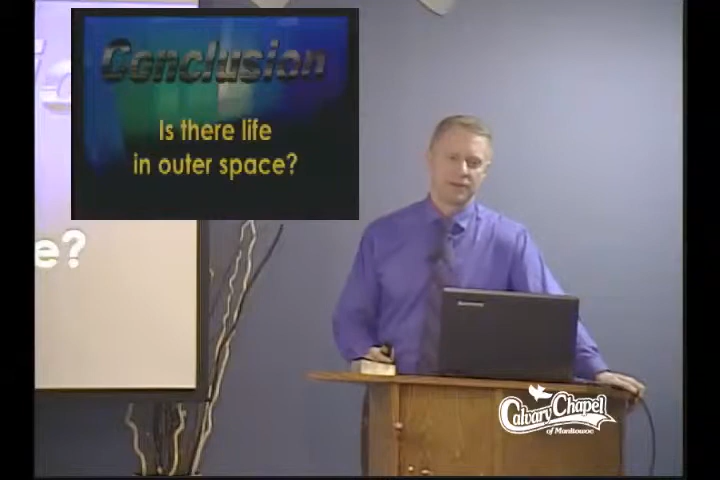 Conclusion
Is there life
in outer space?
e?
lenovo
Calvary Chapel
of Manitowoc